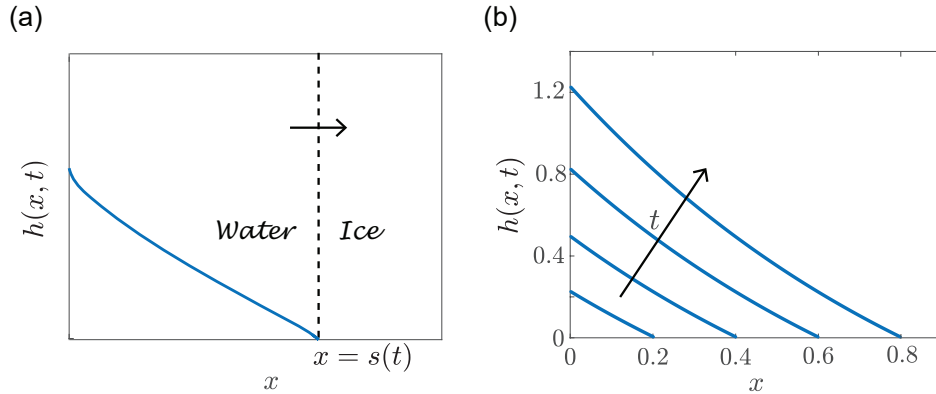 (a)
h(x, t)
Water
Ice
x = s(t)
x
(b)
h(x, t)
1.2
0.8
0.4
0
t
0 0.2 0.4 0.6 0.8
x